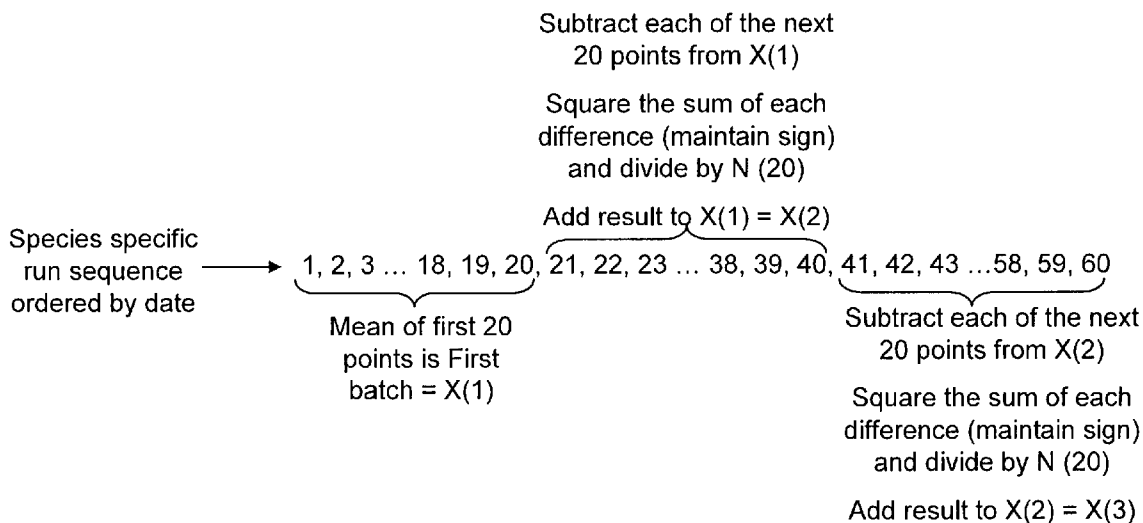 Subtract each of the next
20 points from X(1)
Square the sum of each
difference (maintain sign)
and divide by N (20)
Add result to X(1) = X(2)
Species specific
run sequence
ordered by date
1, 2, 3 ... 18, 19, 20, 21, 22, 23 ... 38, 39, 40, 41, 42, 43 ...58, 59, 60
Mean of first 20
points is First
batch = X(1)
Subtract each of the next
20 points from X(2)
Square the sum of each
difference (maintain sign)
and divide by N (20)
Add result to X(2) = X(3)